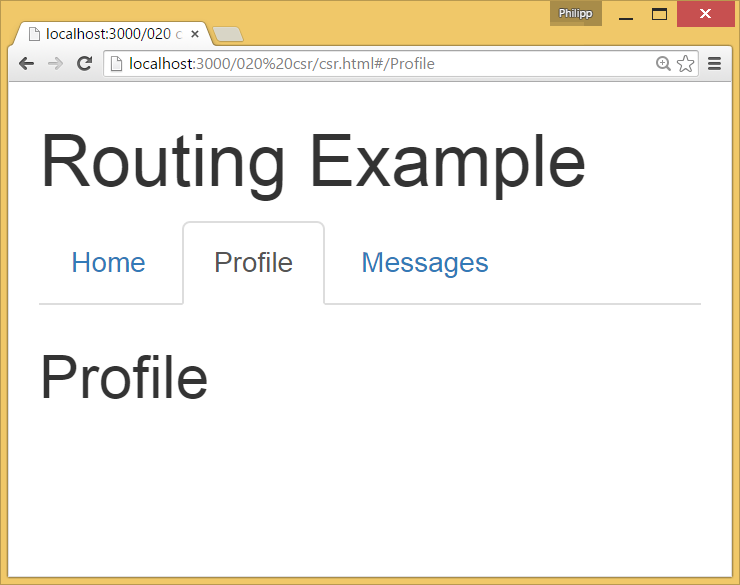 Philipp
localhost:3000/020 c
localhost:3000/020%20csr/csr.html#/Profile
Routing Example
Home Profile Messages
Profile